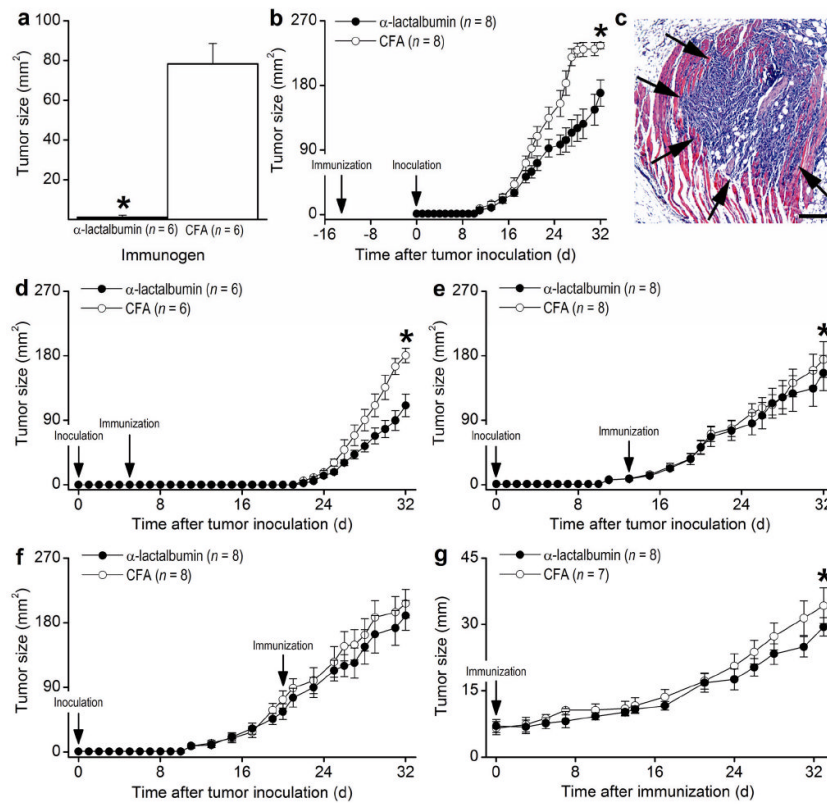 a
Tumor size (mm²)
100
80
60
40
20
*
α-lactalbumin (n = 6) CFA (n = 6)
Immunogen
b
α-lactalbumin (n = 8)
CFA (n = 8)
Tumor size (mm²)
270
180
90
0
Immunization
Inoculation
*
-16 -8 0 8 16 24 32
Time after tumor inoculation (d)
c
d
α-lactalbumin (n = 6)
CFA (n = 6)
Tumor size (mm²)
270
180
90
0
Inoculation
Immunization
*
0 4 8 12 16 20 24 28 32
Time after tumor inoculation (d)
e
α-lactalbumin (n = 8)
CFA (n = 8)
Tumor size (mm²)
270
180
90
0
Inoculation
Immunization
*
0 8 16 24 32
Time after tumor inoculation (d)
f
α-lactalbumin (n = 8)
CFA (n = 8)
Tumor size (mm²)
270
180
90
0
Inoculation
Immunization
0 8 16 24 32
Time after tumor inoculation (d)
g
α-lactalbumin (n = 8)
CFA (n = 7)
Tumor size (mm)
45
30
15
0
Immunization
*
0 8 16 24 32
Time after immunization (d)